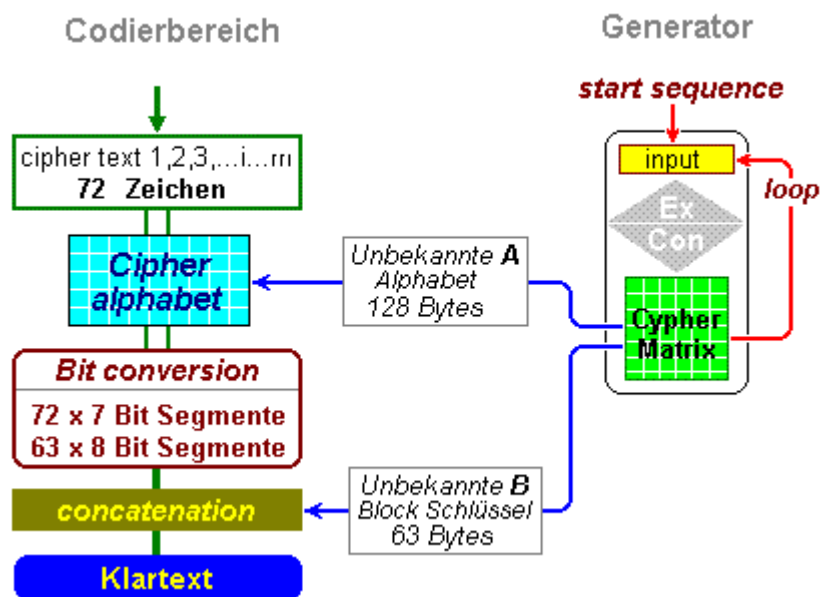 Codierbereich
Generator
start sequence
cipher text 1,2,3,...i...m
72 Zeichen
input
loop
Ex
Con
Cipher
alphabet
Unbekannte A
Alphabet
128 Bytes
Cypher
Matrix
Bit conversion
72 x 7 Bit Segmente
63 x 8 Bit Segmente
concatenation
Unbekannte B
Block Schlüssel
63 Bytes
Klartext